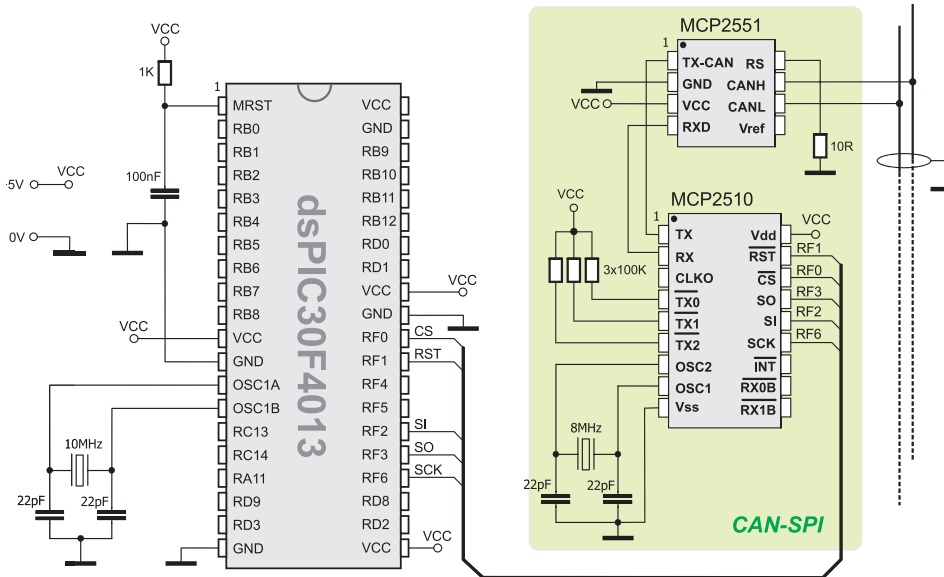 VCC
1K
1
MRST
RB0
RB1
RB2
RB3
RB4
RB5
RB6
RB7
RB8
VCC
GND
OSC1A
OSC1B
RC13
RC14
RA11
RD9
RD3
GND
dsPIC30F4013
VCC
GND
RB9
RB10
RB11
RB12
RD0
RD1
VCC
GND
RF0
RF1
RF4
RF5
RF2
RF3
RF6
RD8
RD2
VCC
100nF
-5V
VCC
0V
VCC
10MHz
22pF
22pF
VCC
CS
RST
SI
SO
SCK
VCC
MCP2551
1
TX-CAN
GND
VCC
RXD
RS
CANH
CANL
Vref
VCC
10R
MCP2510
1
TX
RX
CLKO
TX0
TX1
TX2
OSC2
OSC1
Vss
Vdd
RST
CS
SO
SI
SCK
INT
RX0B
RX1B
VCC
RF1
RF0
RF3
RF2
RF6
VCC
3x100K
8MHz
22pF
22pF
CAN-SPI